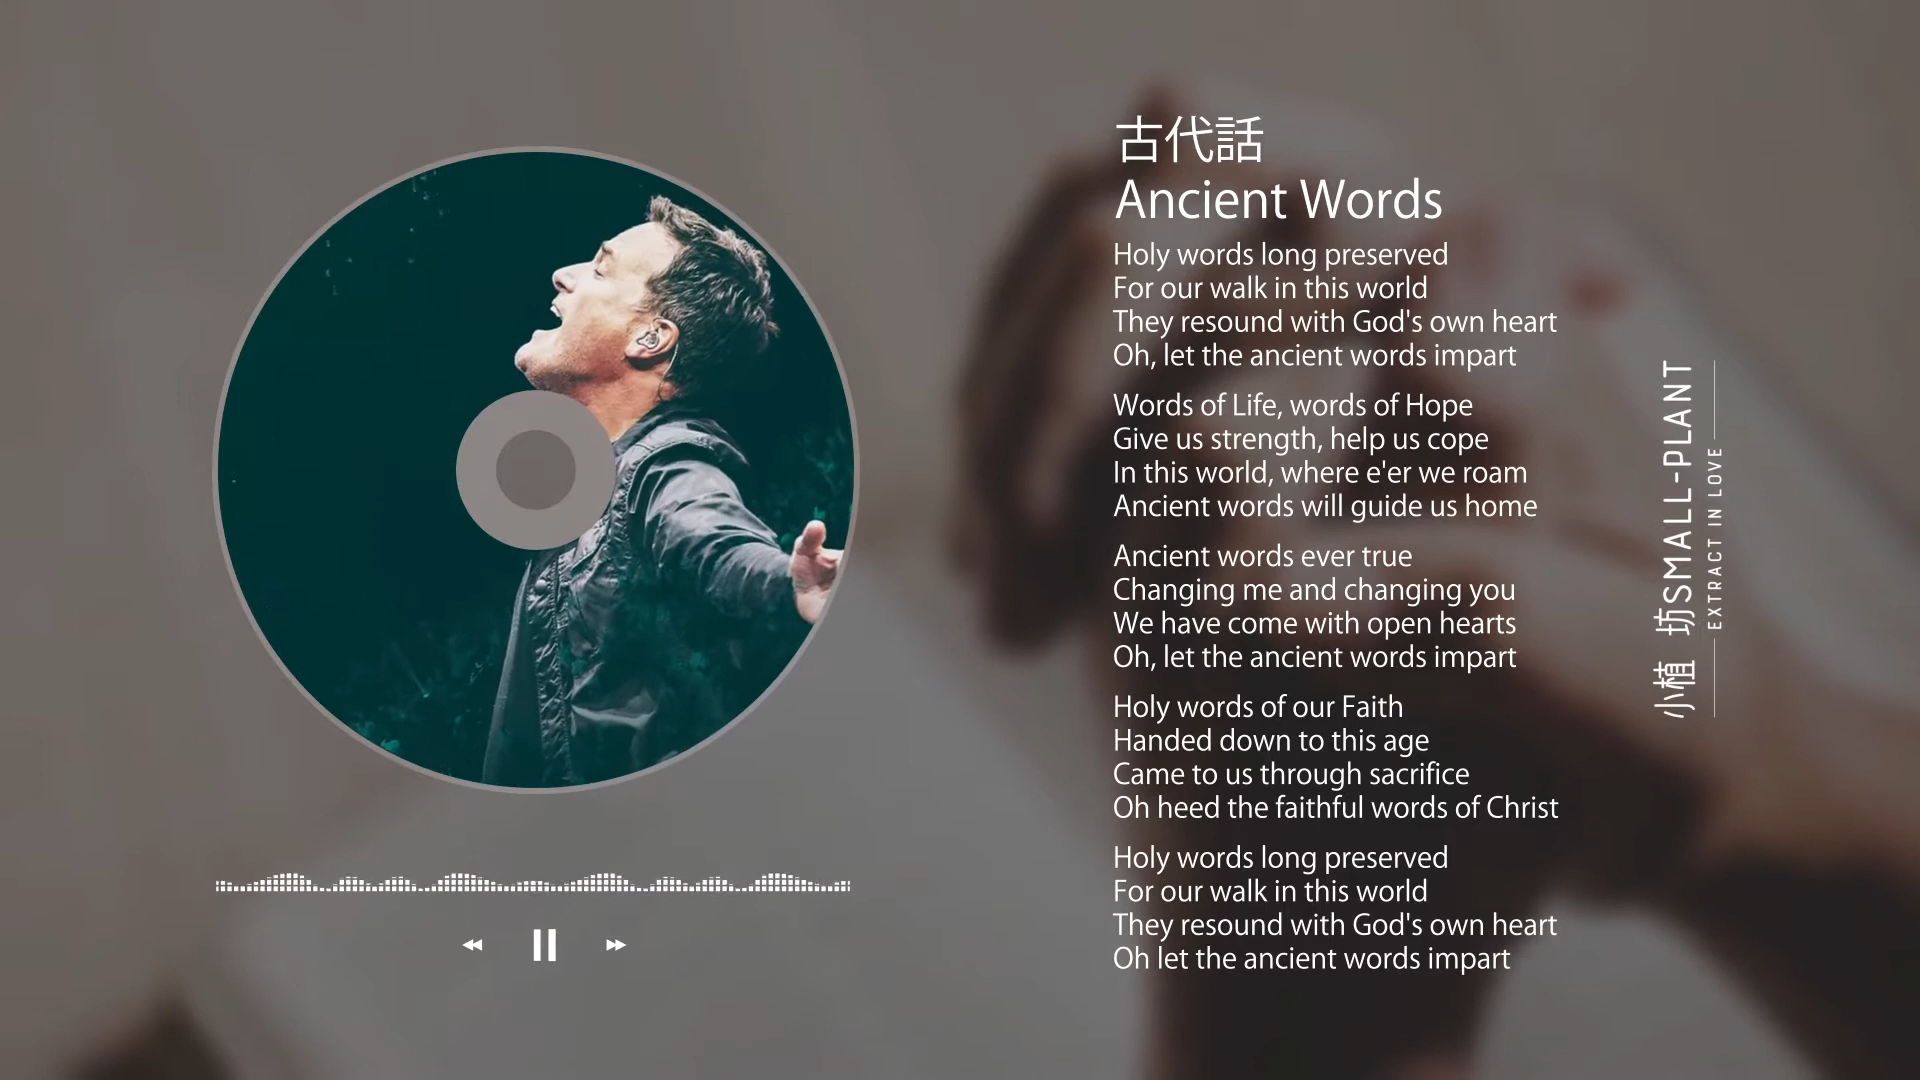 古代話
Ancient Words
Holy words long preserved
For our walk in this world
They resound with God's own heart
Oh, let the ancient words impart
Words of Life, words of Hope
Give us strength, help us cope
In this world, where e'er we roam
Ancient words will guide us home
Ancient words ever true
Changing me and changing you
We have come with open hearts
Oh, let the ancient words impart
Holy words of our Faith
Handed down to this age
Came to us through sacrifice
Oh heed the faithful words of Christ
Holy words long preserved
For our walk in this world
They resound with God's own heart
Oh let the ancient words impart
小植 坊SMALL-PLANT
EXTRACT IN LOVE